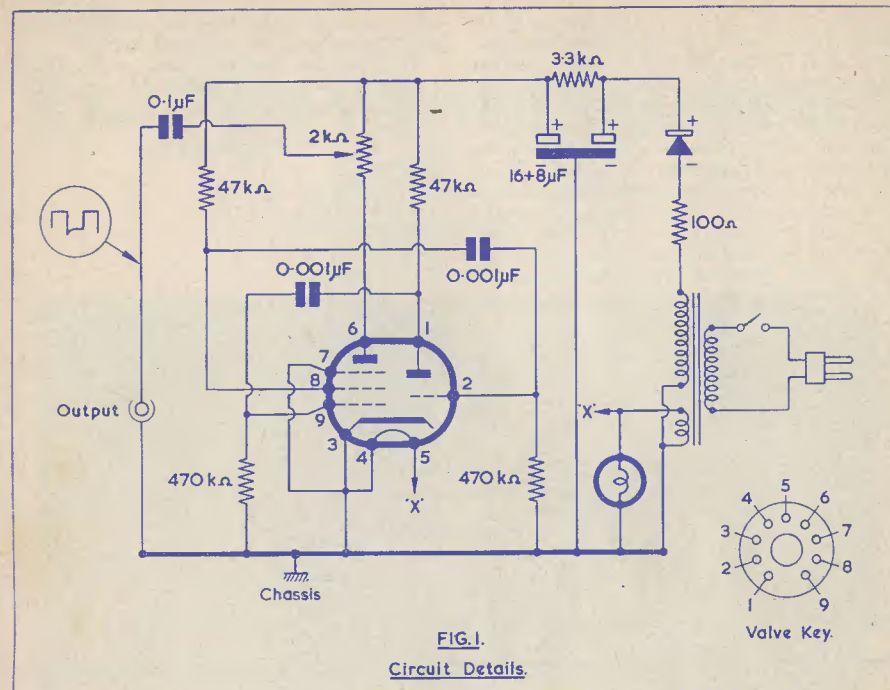 3·3kΩ
0·1µF
+
+
+
2kΩ
-
-
-
16+8µF
47kΩ
47kΩ
100Ω
0·001µF
0·001µF
6
1
7
8
9
2
3
4
5
Output
'X'
470kΩ
470kΩ
'X'
Chassis
5
4
6
3
7
2
8
1
9
Valve Key.
FIG.1.
Circuit Details.